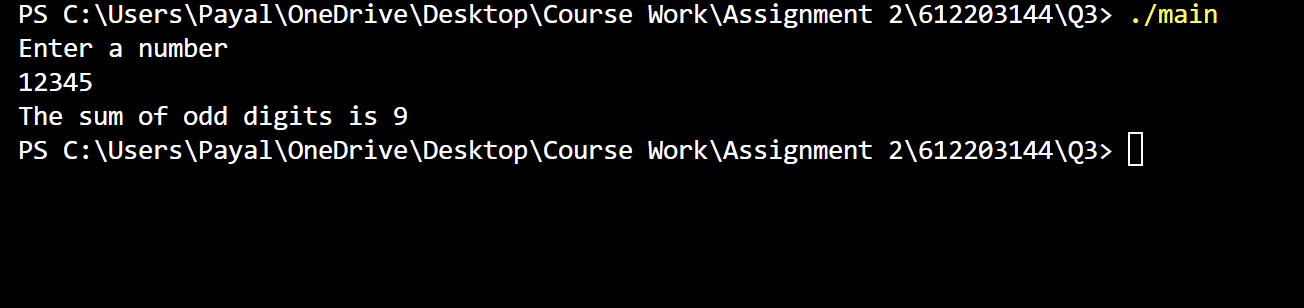 PS C:\Users\Payal\OneDrive\Desktop\Course Work\Assignment 2\612203144\Q3> ./main
Enter a number
12345
The sum of odd digits is 9
PS C:\Users\Payal\OneDrive\Desktop\Course Work\Assignment 2\612203144\Q3>